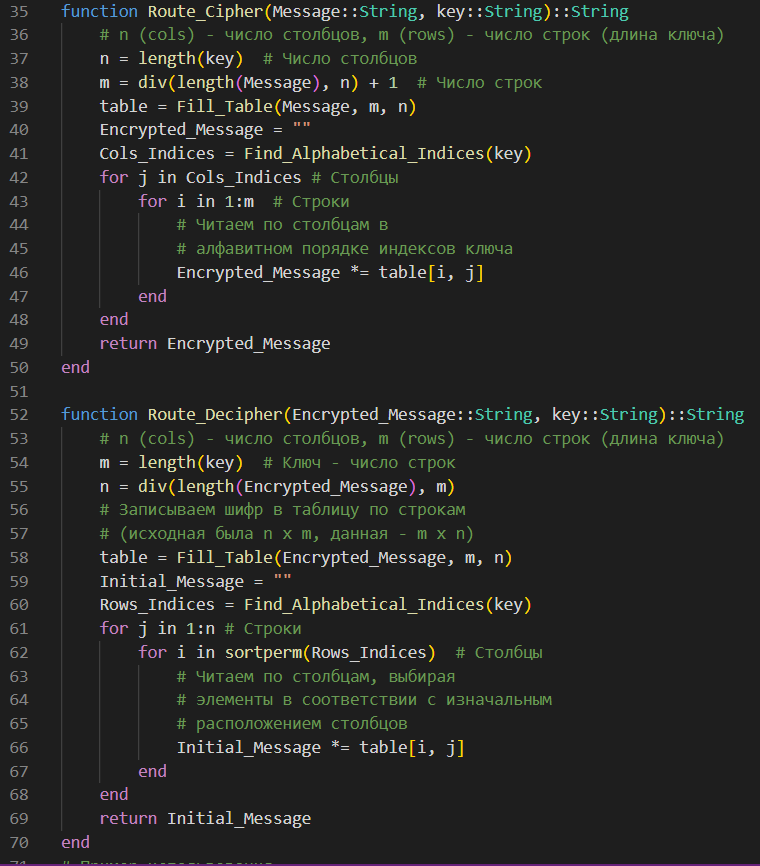 35 function Route_Cipher(Message::String, key::String)::String
36 # n (cols) - число столбцов, m (rows) - число строк (длина ключа)
37 n = length(key)  # Число столбцов
38 m = div(length(Message), n) + 1  # Число строк
39 table = Fill_Table(Message, m, n)
40 Encrypted_Message = ""
41 Cols_Indices = Find_Alphabetical_Indices(key)
42 for j in Cols_Indices # Столбцы
43 for i in 1:m  # Строки
44 # Читаем по столбцам в
45 # алфавитном порядке индексов ключа
46 Encrypted_Message *= table[i, j]
47 end
48 end
49 return Encrypted_Message
50 end
51
52 function Route_Decipher(Encrypted_Message::String, key::String)::String
53 # n (cols) - число столбцов, m (rows) - число строк (длина ключа)
54 m = length(key)  # Ключ - число строк
55 n = div(length(Encrypted_Message), m)
56 # Записываем шифр в таблицу по строкам
57 # (исходная была n x m, данная - m x n)
58 table = Fill_Table(Encrypted_Message, m, n)
59 Initial_Message = ""
60 Rows_Indices = Find_Alphabetical_Indices(key)
61 for j in 1:n # Строки
62 for i in sortperm(Rows_Indices)  # Столбцы
63 # Читаем по столбцам, выбирая
64 # элементы в соответствии с изначальным
65 # расположением столбцов
66 Initial_Message *= table[i, j]
67 end
68 end
69 return Initial_Message
70 end